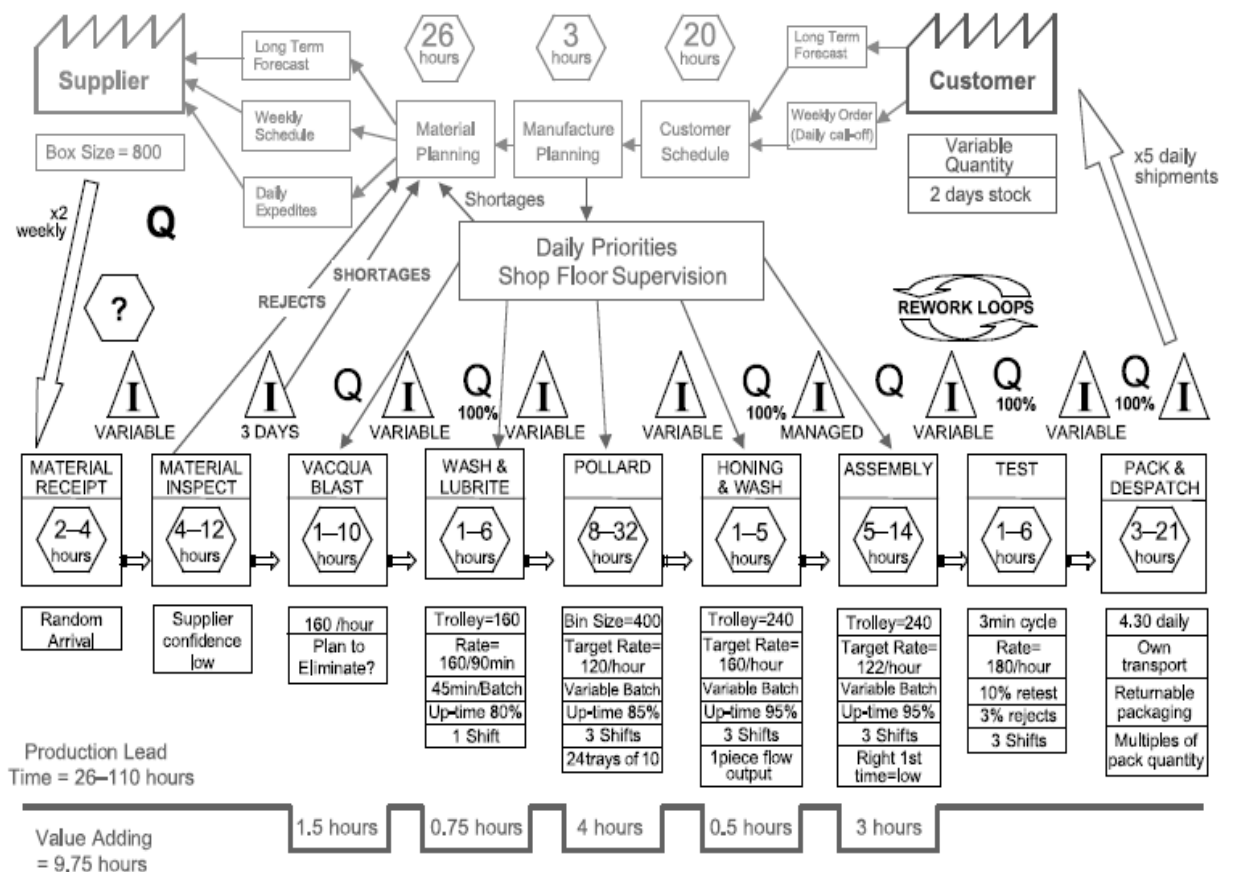 Supplier
Box Size = 800
Long Term
Forecast
Weekly
Schedule
Daily
Expedites
26
hours
3
hours
20
hours
Material
Planning
Manufacture
Planning
Customer
Schedule
Long Term
Forecast
Weekly Order
(Daily call-off)
Customer
Variable
Quantity
2 days stock
x5 daily
shipments
x2
weekly
Q
?
Shortages
SHORTAGES
REJECTS
Daily Priorities
Shop Floor Supervision
REWORK LOOPS
I
VARIABLE
I
3 DAYS
Q
I
VARIABLE
Q
100%
I
VARIABLE
I
VARIABLE
Q
100%
I
MANAGED
Q
I
VARIABLE
Q
100%
I
VARIABLE
Q
100%
I
MATERIAL
RECEIPT
2–4
hours
MATERIAL
INSPECT
4–12
hours
VACQUA
BLAST
1–10
hours
WASH &
LUBRITE
1–6
hours
POLLARD
8–32
hours
HONING
& WASH
1–5
hours
ASSEMBLY
5–14
hours
TEST
1–6
hours
PACK &
DESPATCH
3–21
hours
Random
Arrival
Supplier
confidence
low
160 /hour
Plan to
Eliminate?
Trolley=160
Rate=
160/90min
45min/Batch
Up-time 80%
1 Shift
Bin Size=400
Target Rate=
120/hour
Variable Batch
Up-time 85%
3 Shifts
24trays of 10
Trolley=240
Target Rate=
160/hour
Variable Batch
Up-time 95%
3 Shifts
1piece flow
output
Trolley=240
Target Rate=
122/hour
Variable Batch
Up-time 95%
3 Shifts
Right 1st
time=low
3min cycle
Rate=
180/hour
10% retest
3% rejects
3 Shifts
4.30 daily
Own
transport
Returnable
packaging
Multiples of
pack quantity
Production Lead
Time = 26–110 hours
Value Adding
= 9.75 hours
1.5 hours
0.75 hours
4 hours
0.5 hours
3 hours